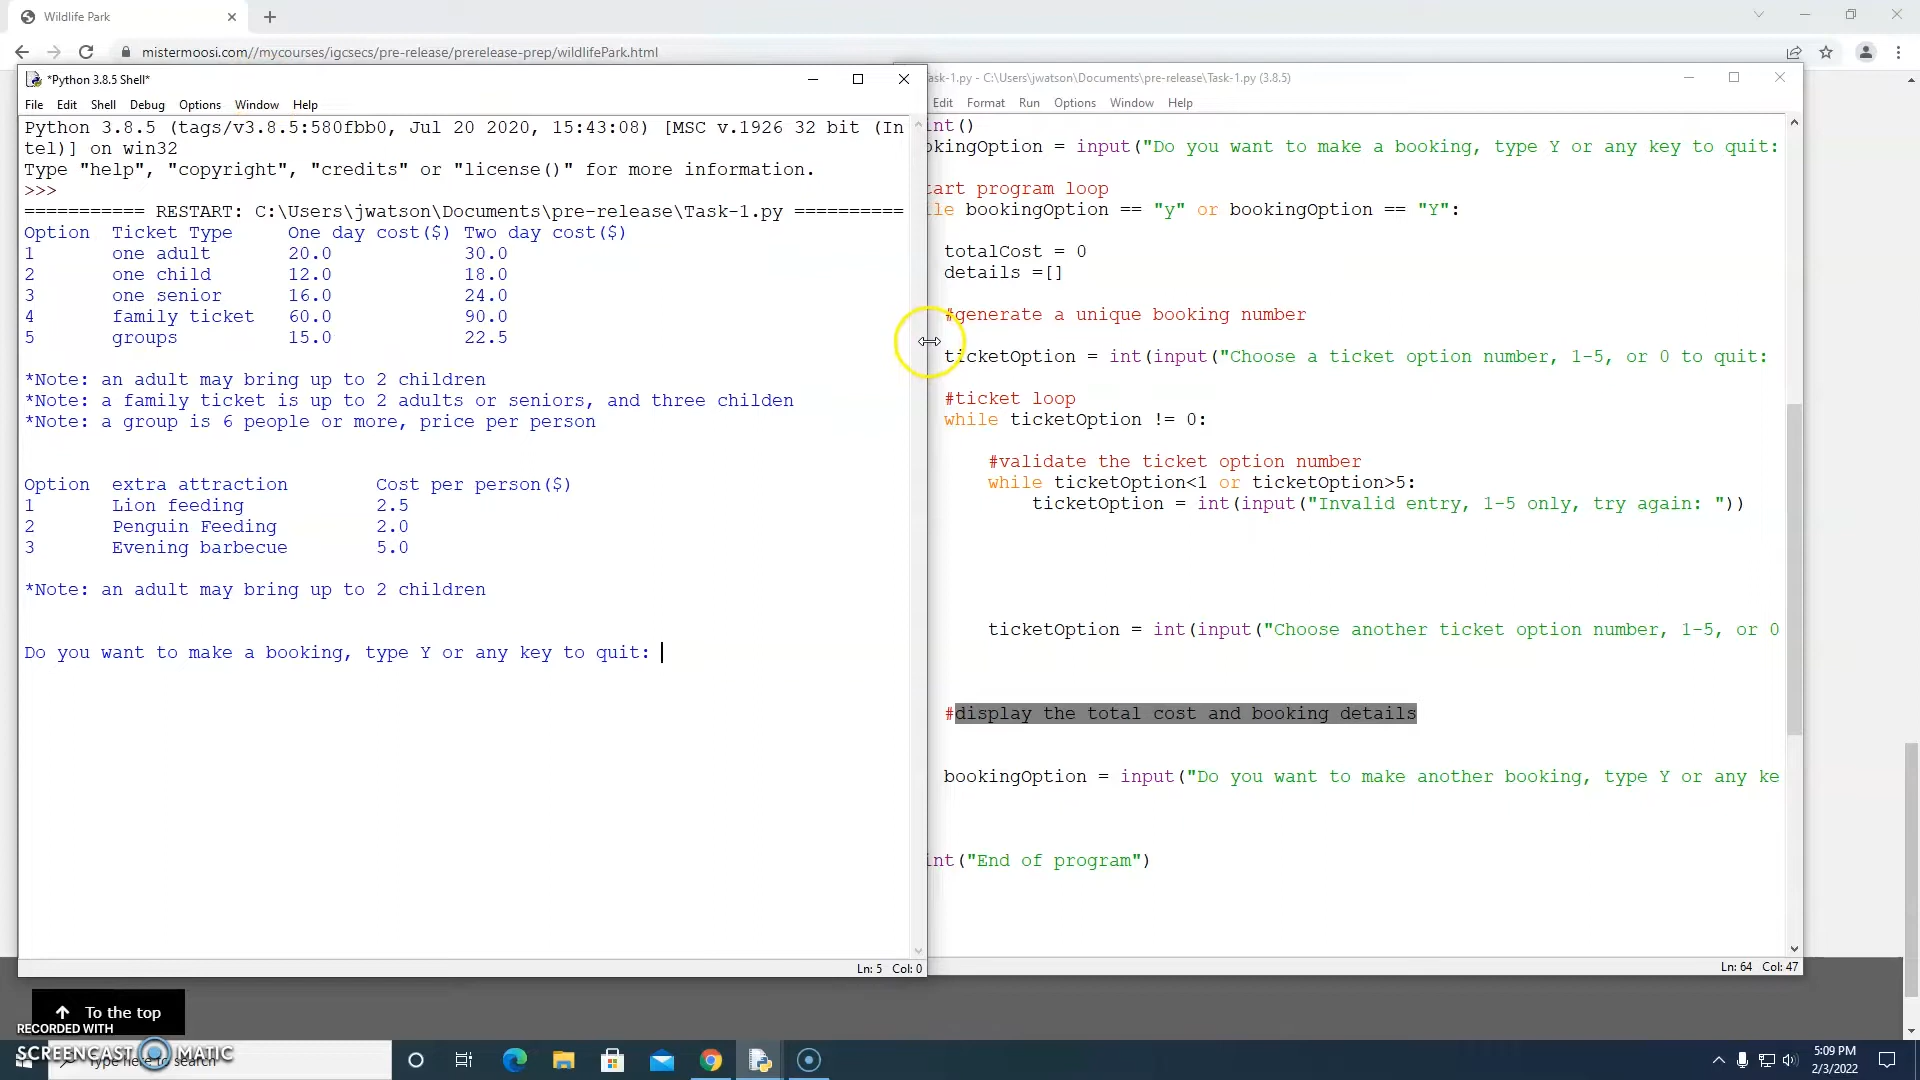 Wildlife Park
mistermoosi.com//mycourses/igcsecs/pre-release/prerelease-prep/wildlifePark.html
*Python 3.8.5 Shell*
File Edit Shell Debug Options Window Help
Python 3.8.5 (tags/v3.8.5:580fbb0, Jul 20 2020, 15:43:08) [MSC v.1926 32 bit (In
tel)] on win32
Type "help", "copyright", "credits" or "license()" for more information.
>>>
=========== RESTART: C:\Users\jwatson\Documents\pre-release\Task-1.py ==========
Option Ticket Type One day cost($) Two day cost($)
1 one adult 20.0 30.0
2 one child 12.0 18.0
3 one senior 16.0 24.0
4 family ticket 60.0 90.0
5 groups 15.0 22.5
*Note: an adult may bring up to 2 children
*Note: a family ticket is up to 2 adults or seniors, and three childen
*Note: a group is 6 people or more, price per person
Option extra attraction Cost per person($)
1 Lion feeding 2.5
2 Penguin Feeding 2.0
3 Evening barbecue 5.0
*Note: an adult may bring up to 2 children
Do you want to make a booking, type Y or any key to quit:
Ln: 5 Col: 0
ask-1.py - C:\Users\jwatson\Documents\pre-release\Task-1.py (3.8.5)
Edit Format Run Options Window Help
int()
okingOption = input("Do you want to make a booking, type Y or any key to quit:
tart program loop
ile bookingOption == "y" or bookingOption == "Y":
totalCost = 0
details =[]
#generate a unique booking number
ticketOption = int(input("Choose a ticket option number, 1-5, or 0 to quit:
#ticket loop
while ticketOption != 0:
#validate the ticket option number
while ticketOption<1 or ticketOption>5:
ticketOption = int(input("Invalid entry, 1-5 only, try again: "))
ticketOption = int(input("Choose another ticket option number, 1-5, or 0
#display the total cost and booking details
bookingOption = input("Do you want to make another booking, type Y or any ke
int("End of program")
Ln: 64 Col: 47
To the top
RECORDED WITH
SCREENCAST MATIC
Type here to search
5:09 PM
2/3/2022